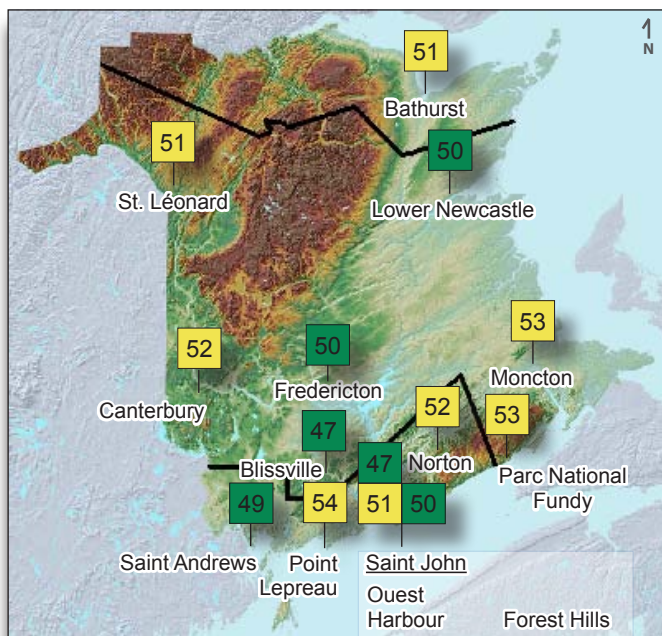 N
51
Bathurst
51
St. Léonard
50
Lower Newcastle
53
Moncton
52
Canterbury
50
Fredericton
52
Norton
53
Parc National
Fundy
47
Blissville
47
49
Saint Andrews
54
Point
Lepreau
51 50
Saint John
Ouest
Harbour Forest Hills